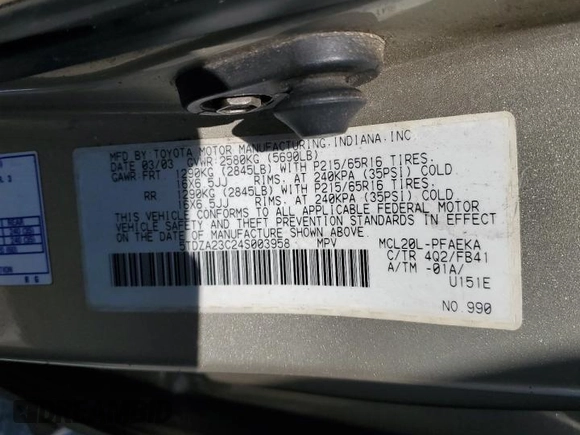 MFD BY:TOYOTA MOTOR MANUFACTURING.INDIANA.INC
DATE 03/03 GVWR:2580KG (5690LB)
GAWR:FRT 1290KG (2845LB) WITH P215/65R16 TIRES.
16X6.5JJ RIMS. AT 240KPA (35PSI) COLD
RR 1290KG (2845LB) WITH P215/65R16 TIRES.
16X6.5JJ RIMS. AT 240KPA (35PSI) COLD
THIS VEHICLE CONFORMS TO ALL APPLICABLE FEDERAL MOTOR
VEHICLE SAFETY AND THEFT PREVENTION STANDARDS IN EFFECT
ON THE DATE OF MANUFACTURE SHOWN ABOVE.
5TDZA23C24S003958 MPV MCL20L-PFAEKA
C/TR 4Q2/FB41
A/TM -01A/
U151E
NO 990